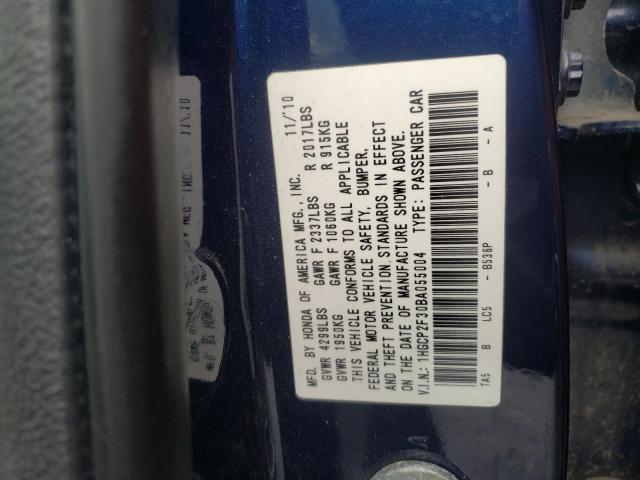 MFD. BY HONDA OF AMERICA MFG., INC. 11/10
GVWR 4299LBS GAWR F 2337LBS R 2017LBS
GVWR 1950KG GAWR F 1060KG R 915KG
THIS VEHICLE CONFORMS TO ALL APPLICABLE
FEDERAL MOTOR VEHICLE SAFETY, BUMPER,
AND THEFT PREVENTION STANDARDS IN EFFECT
ON THE DATE OF MANUFACTURE SHOWN ABOVE.
V.I.N.: 1HGCP2F30BA055004 TYPE: PASSENGER CAR
TA5 B LC5 - B536P - B - A
11/10